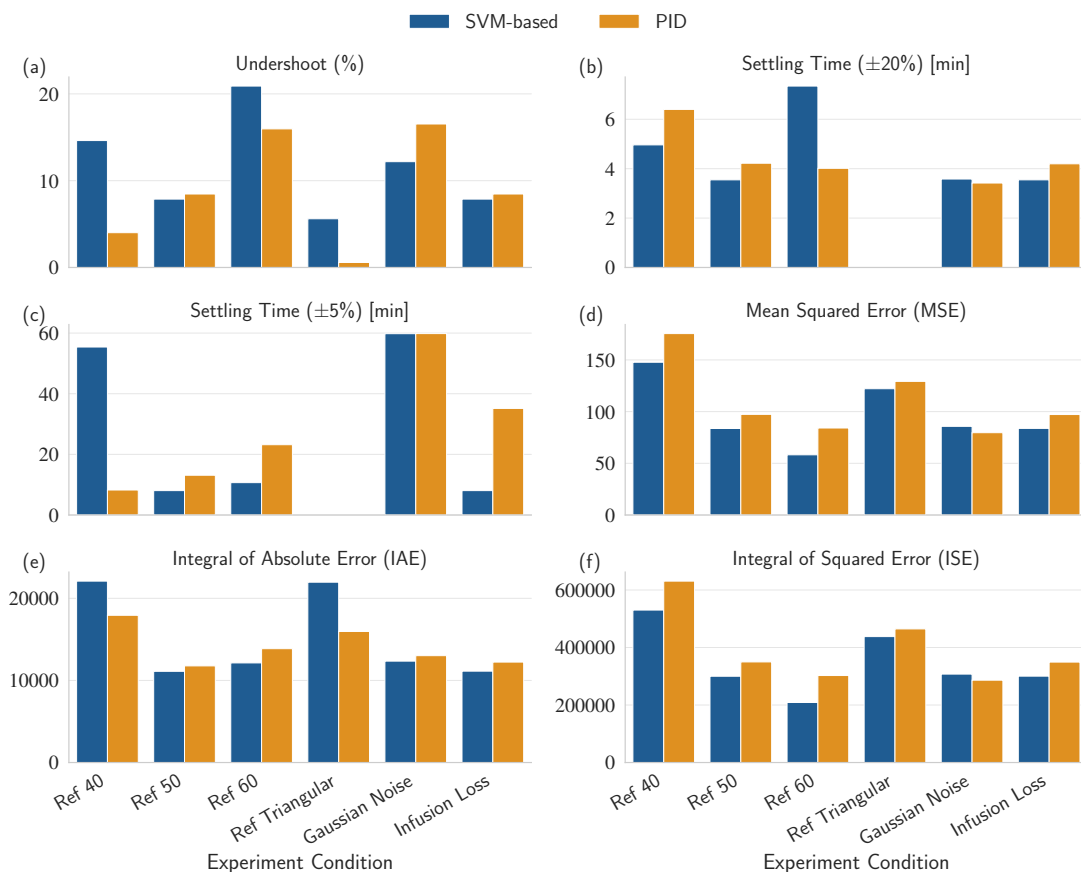 SVM-based PID
(a) Undershoot (%)
20
10
0
(b) Settling Time (±20%) [min]
6
4
2
0
(c) Settling Time (±5%) [min]
60
40
20
0
(d) Mean Squared Error (MSE)
150
100
50
0
(e) Integral of Absolute Error (IAE)
20000
10000
0
Ref 40 Ref 50 Ref 60 Ref Triangular Gaussian Noise Infusion Loss
Experiment Condition
(f) Integral of Squared Error (ISE)
600000
400000
200000
0
Ref 40 Ref 50 Ref 60 Ref Triangular Gaussian Noise Infusion Loss
Experiment Condition